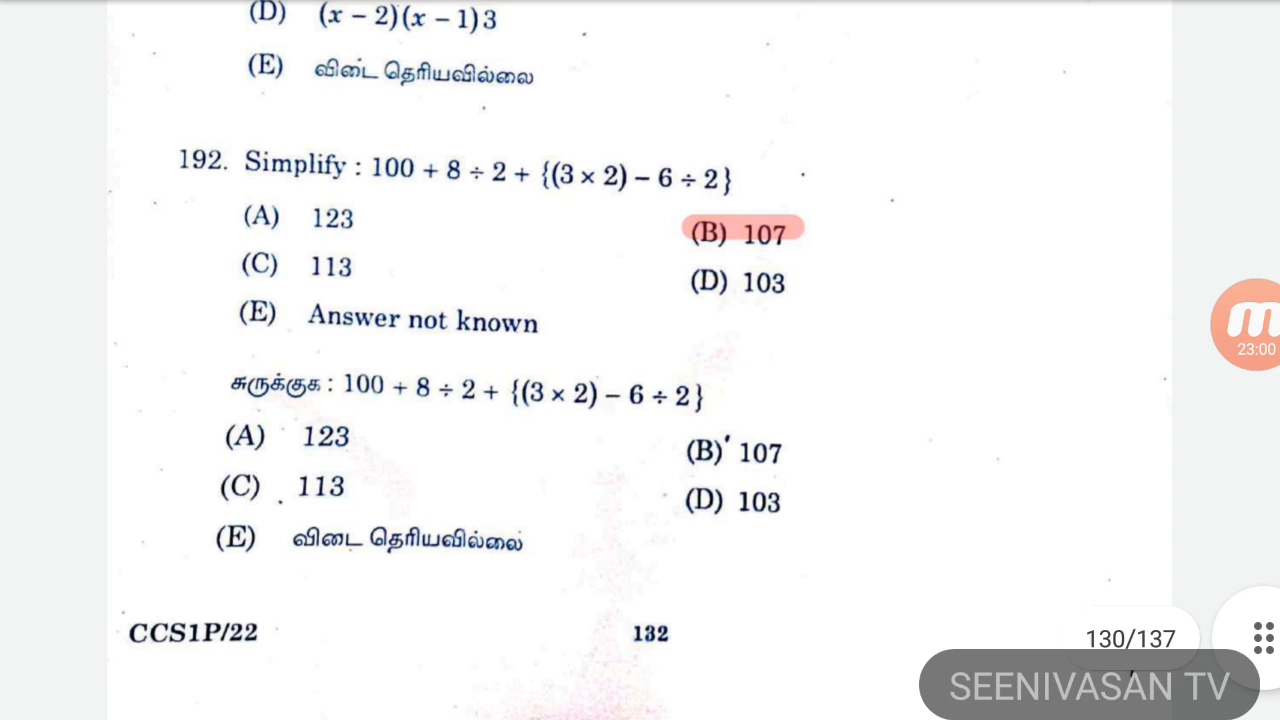 (D) (x – 2)(x – 1)3
(E) விடை தெரியவில்லை
192. Simplify : 100 + 8 ÷ 2 + {(3 × 2) – 6 ÷ 2}
(A) 123 (B) 107
(C) 113 (D) 103
(E) Answer not known
சுருக்குக : 100 + 8 ÷ 2 + {(3 × 2) – 6 ÷ 2}
(A) 123 (B) 107
(C) 113 (D) 103
(E) விடை தெரியவில்லை
23:00
CCS1P/22 132
130/137
SEENIVASAN TV